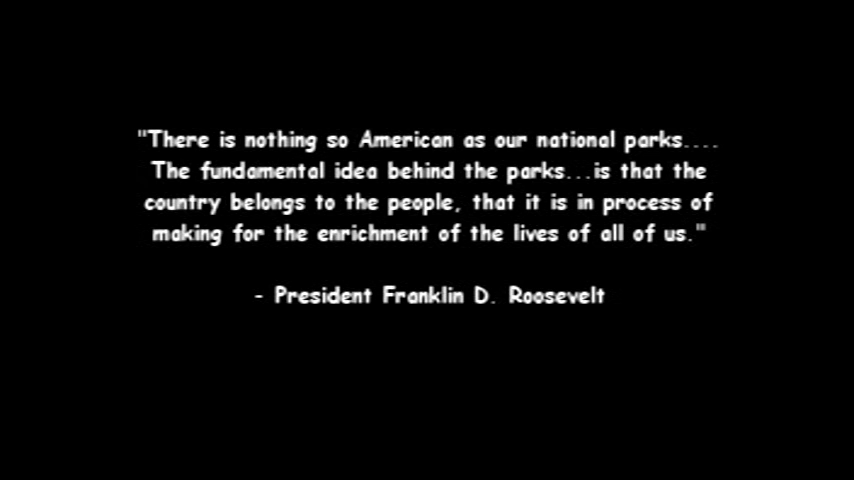 "There is nothing so American as our national parks....
The fundamental idea behind the parks...is that the
country belongs to the people, that it is in process of
making for the enrichment of the lives of all of us."
- President Franklin D. Roosevelt